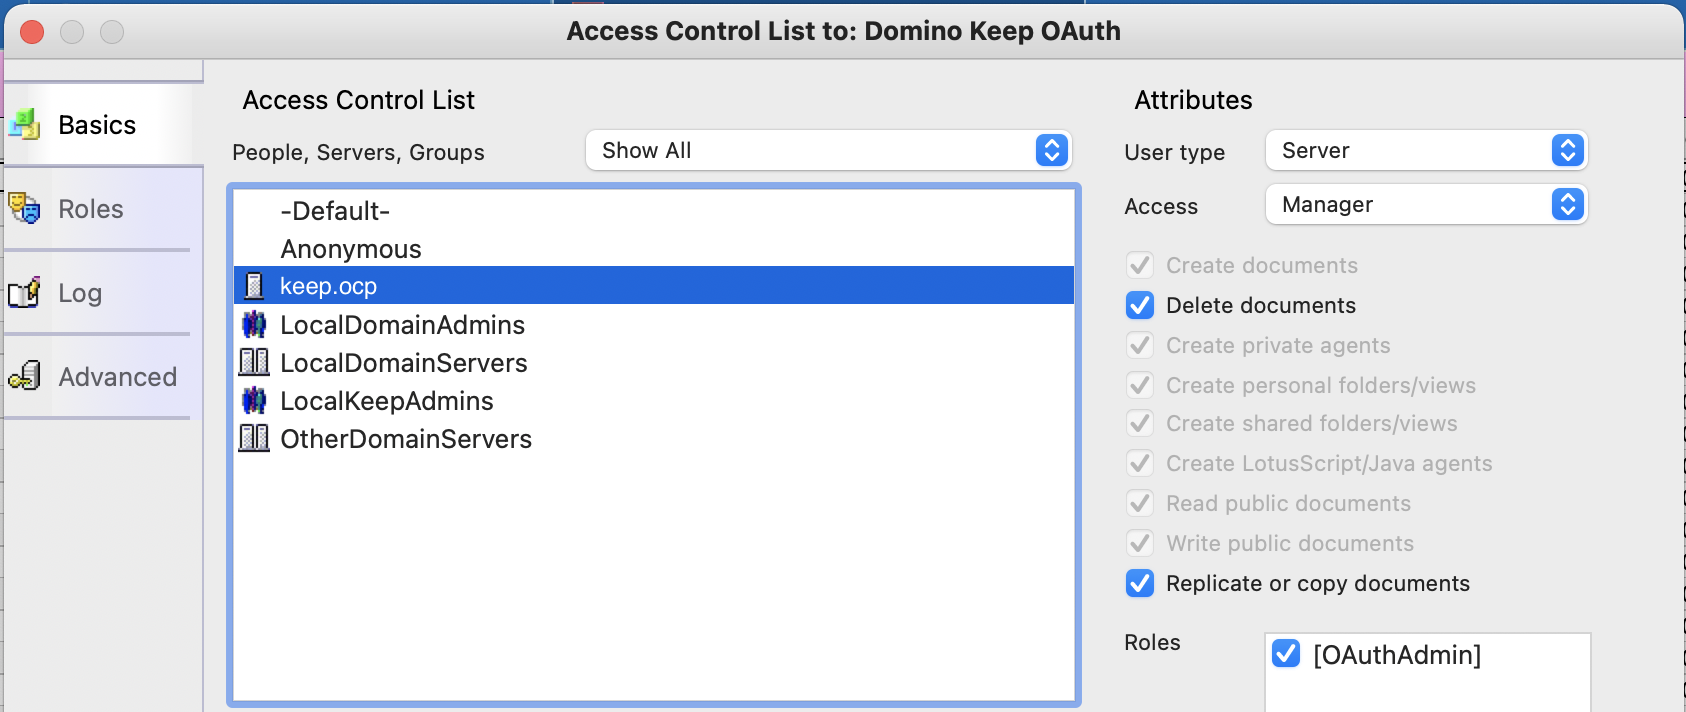 Access Control List to: Domino Keep OAuth
Basics
Roles
Log
Advanced
Access Control List
People, Servers, Groups
Show All
-Default-
Anonymous
keep.ocp
LocalDomainAdmins
LocalDomainServers
LocalKeepAdmins
OtherDomainServers
Attributes
User type
Server
Access
Manager
Create documents
Delete documents
Create private agents
Create personal folders/views
Create shared folders/views
Create LotusScript/Java agents
Read public documents
Write public documents
Replicate or copy documents
Roles
[OAuthAdmin]